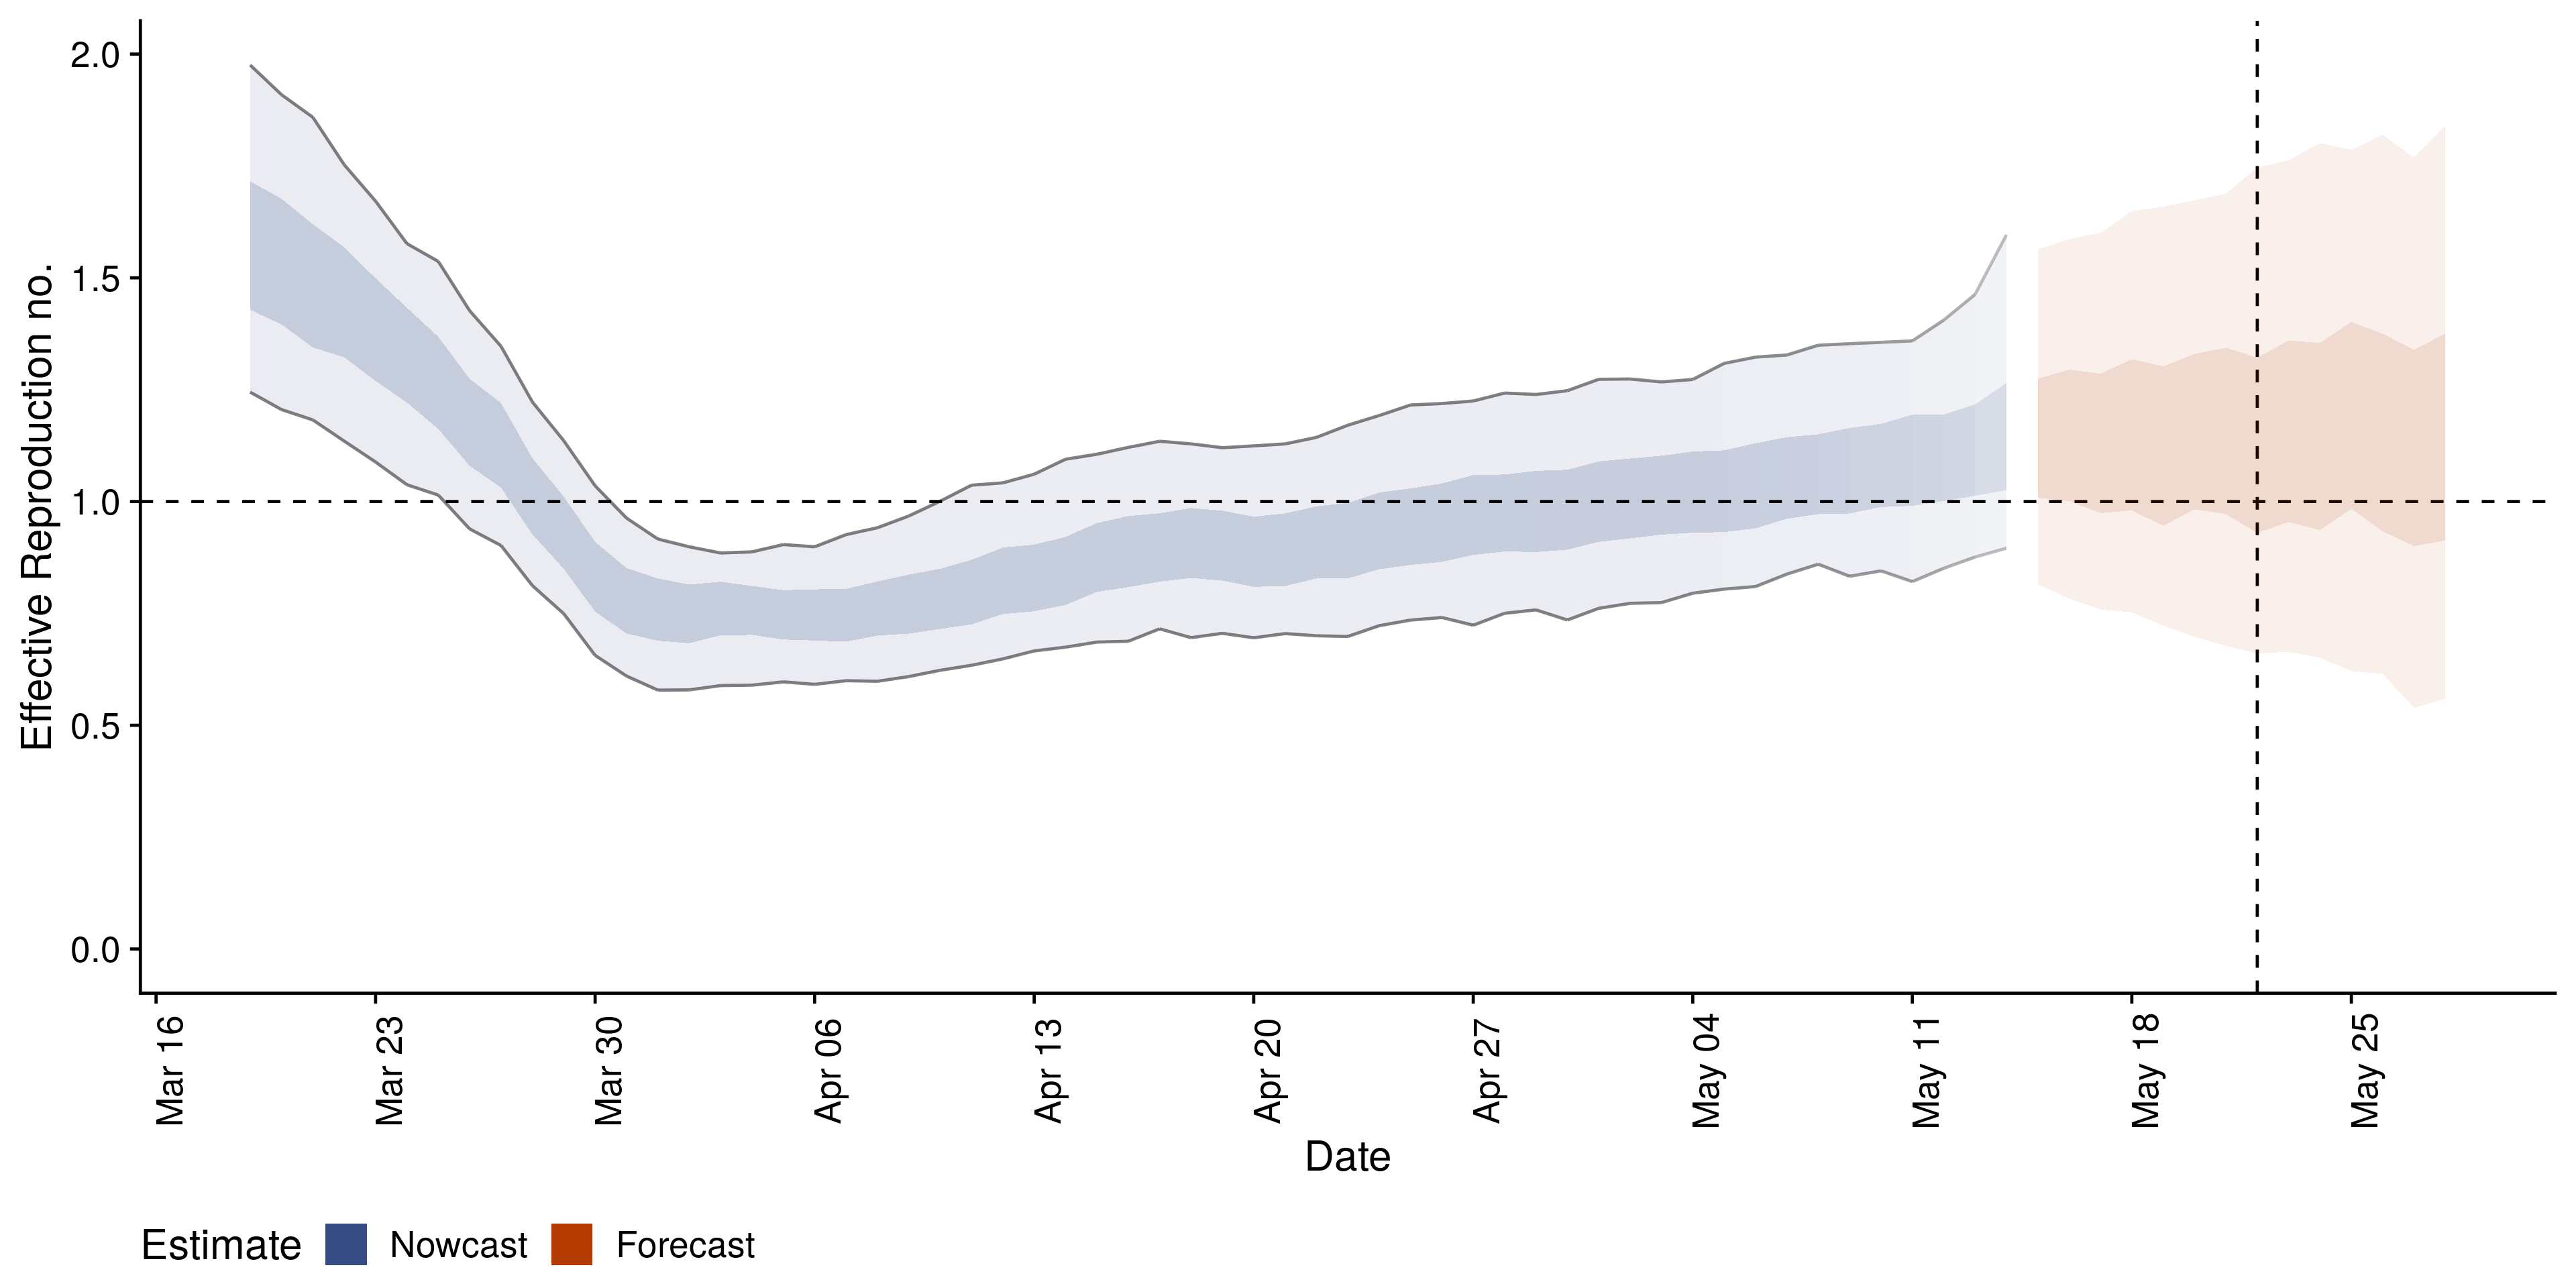 Effective Reproduction no.
2.0
1.5
1.0
0.5
0.0
Mar 16
Mar 23
Mar 30
Apr 06
Apr 13
Apr 20
Apr 27
May 04
May 11
May 18
May 25
Date
Estimate Nowcast Forecast